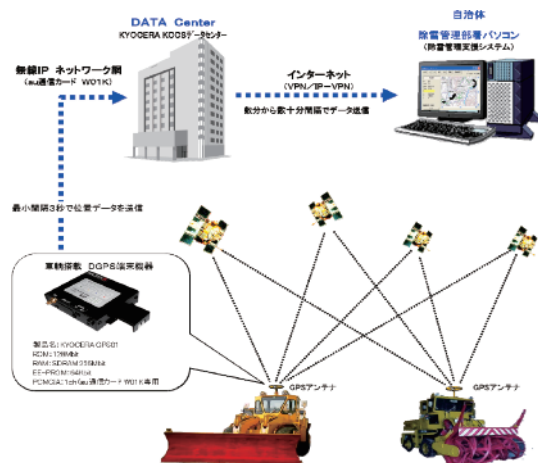 DATA Center
KYOCERA KCCSデータセンター
自治体
除雪管理部署パソコン
(除雪管理支援システム)
無線IP ネットワーク網
(au通信カード W01K)
インターネット
(VPN/IP-VPN)
数分から数十分間隔でデータ送信
最小間隔3秒で位置データを送信
車輌搭載 DGPS端末機器
製品名:KYOCERA GPS01
ROM:128Mbit
RAM:SDRAM256Mbit
EE-PROM:64Kbit
PCMCIA:1ch(au通信カードW01K専用
GPSアンテナ
GPSアンテナ